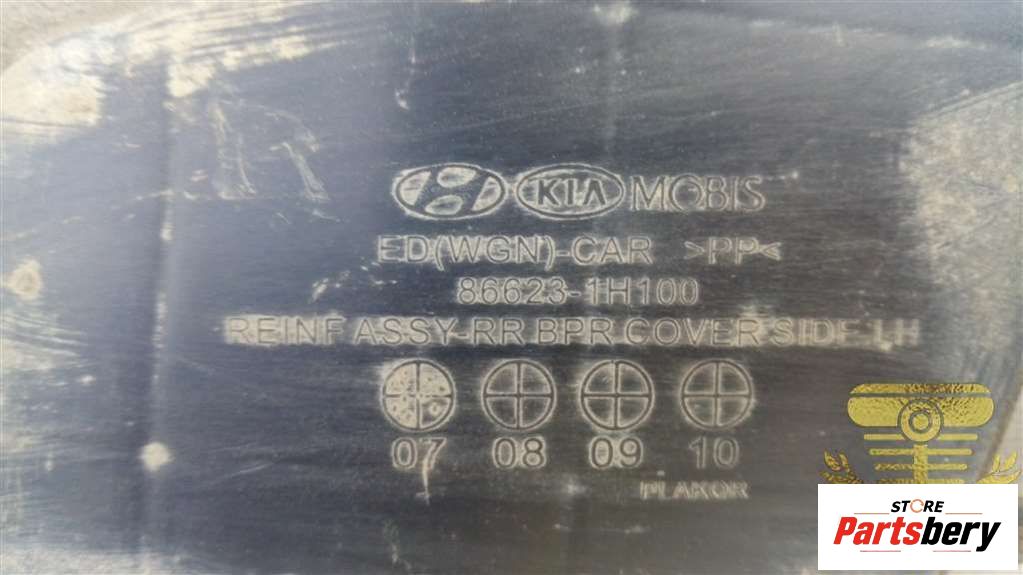 KIA MOBIS
ED(WGN)-CAR >PP<
86623-1H100
REINF ASSY-RR BPR COVER SIDE-LH
07 08 09 10
PLAKOR
STORE
Partsbery